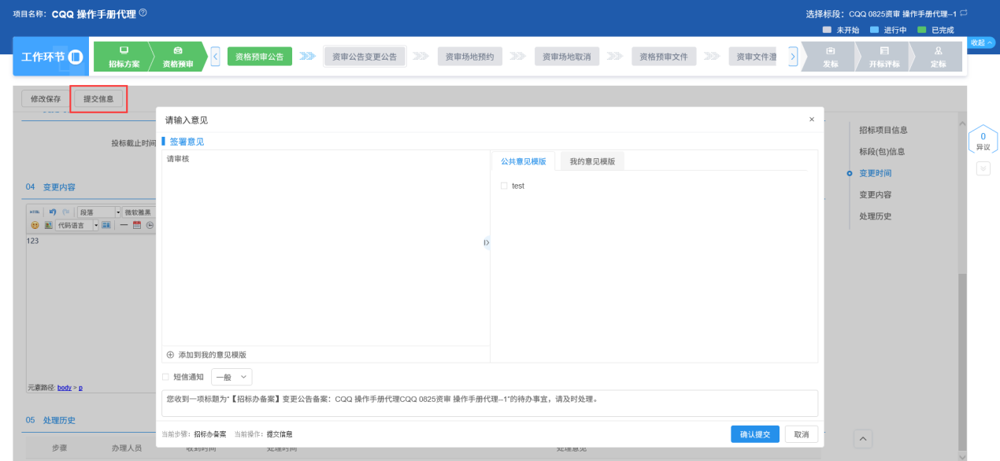 项目名称: CQQ 操作手册代理
选择标段: CQQ 0825资审 操作手册代理--1
未开始 进行中 已完成
工作环节
招标方案
资格预审
资格预审公告
资审公告变更公告
资审场地预约
资审场地取消
资格预审文件
资审文件澄
发标
开标评标
定标
收起
修改保存
提交信息
投标截止时间
04 变更内容
HTML
段落
微软雅黑
代码语言
123
元素路径: body > p
05 处理历史
步骤
办理人员
收到时间
处理时间
处理意见
请输入意见
×
签署意见
请审核
公共意见模版
我的意见模版
test
添加到我的意见模版
短信通知
一般
您收到一项标题为“【招标办备案】变更公告备案：CQQ 操作手册代理CQQ 0825资审 操作手册代理--1”的待办事宜，请及时处理。
当前步骤: 招标办备案 当前操作: 提交信息
确认提交
取消
招标项目信息
标段(包)信息
变更时间
变更内容
处理历史
0
异议